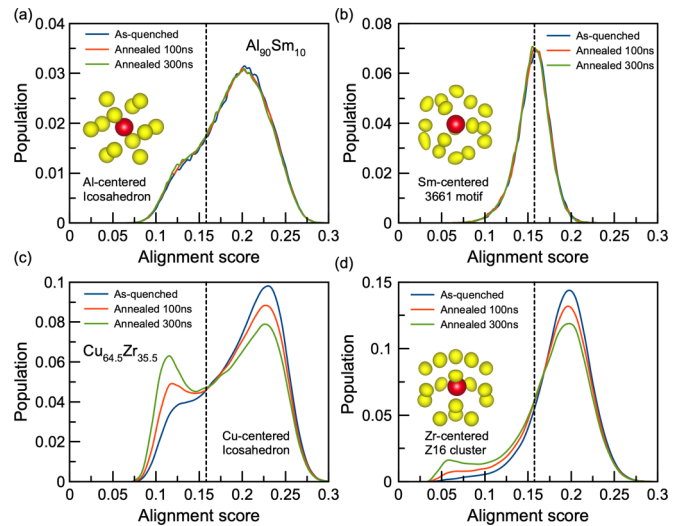 (a)
As-quenched
Annealed 100ns
Annealed 300ns
Al90Sm10
Al-centered
Icosahedron
Population
0.04
0.03
0.02
0.01
0
0 0.05 0.1 0.15 0.2 0.25 0.3
Alignment score
(b)
As-quenched
Annealed 100ns
Annealed 300ns
Sm-centered
3661 motif
Population
0.08
0.06
0.04
0.02
0
0 0.05 0.1 0.15 0.2 0.25 0.3
Alignment score
(c)
As-quenched
Annealed 100ns
Annealed 300ns
Cu64.5Zr35.5
Cu-centered
Icosahedron
Population
0.1
0.08
0.06
0.04
0.02
0
0 0.05 0.1 0.15 0.2 0.25 0.3
Alignment score
(d)
As-quenched
Annealed 100ns
Annealed 300ns
Zr-centered
Z16 cluster
Population
0.15
0.1
0.05
0
0 0.05 0.1 0.15 0.2 0.25 0.3
Alignment score